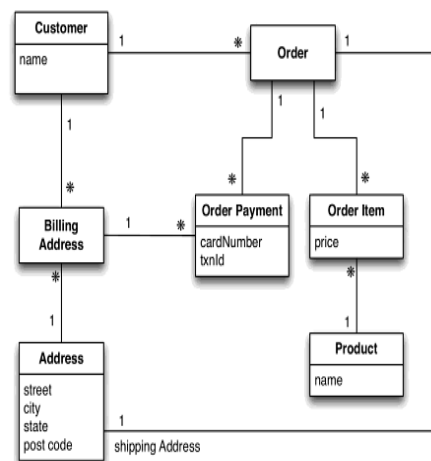 Customer
name
1
*
Order
1
1
1
1
*
*
*
Billing
Address
1
*
Order Payment
cardNumber
txnId
Order Item
price
*
*
1
1
Product
name
Address
street
city
state
post code
1
shipping Address